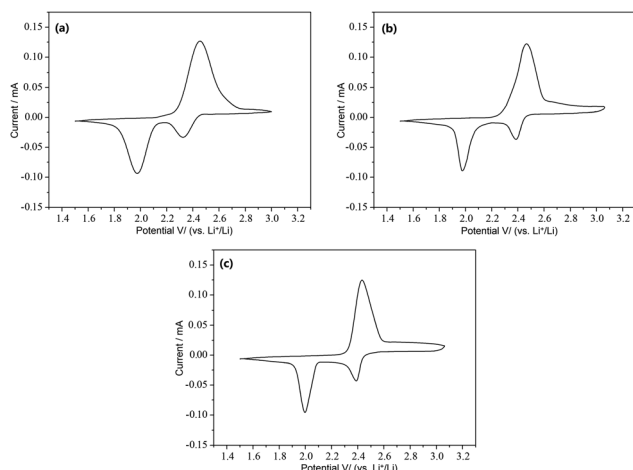 (a)
0.15
0.10
0.05
0.00
-0.05
-0.10
-0.15
Current / mA
1.4 1.6 1.8 2.0 2.2 2.4 2.6 2.8 3.0 3.2
Potential V/ (vs. Li⁺/Li)
(b)
0.15
0.10
0.05
0.00
-0.05
-0.10
-0.15
Current / mA
1.4 1.6 1.8 2.0 2.2 2.4 2.6 2.8 3.0 3.2
Potential V/ (vs. Li⁺/Li)
(c)
0.15
0.10
0.05
0.00
-0.05
-0.10
-0.15
Current / mA
1.4 1.6 1.8 2.0 2.2 2.4 2.6 2.8 3.0 3.2
Potential V/ (vs. Li⁺/Li)